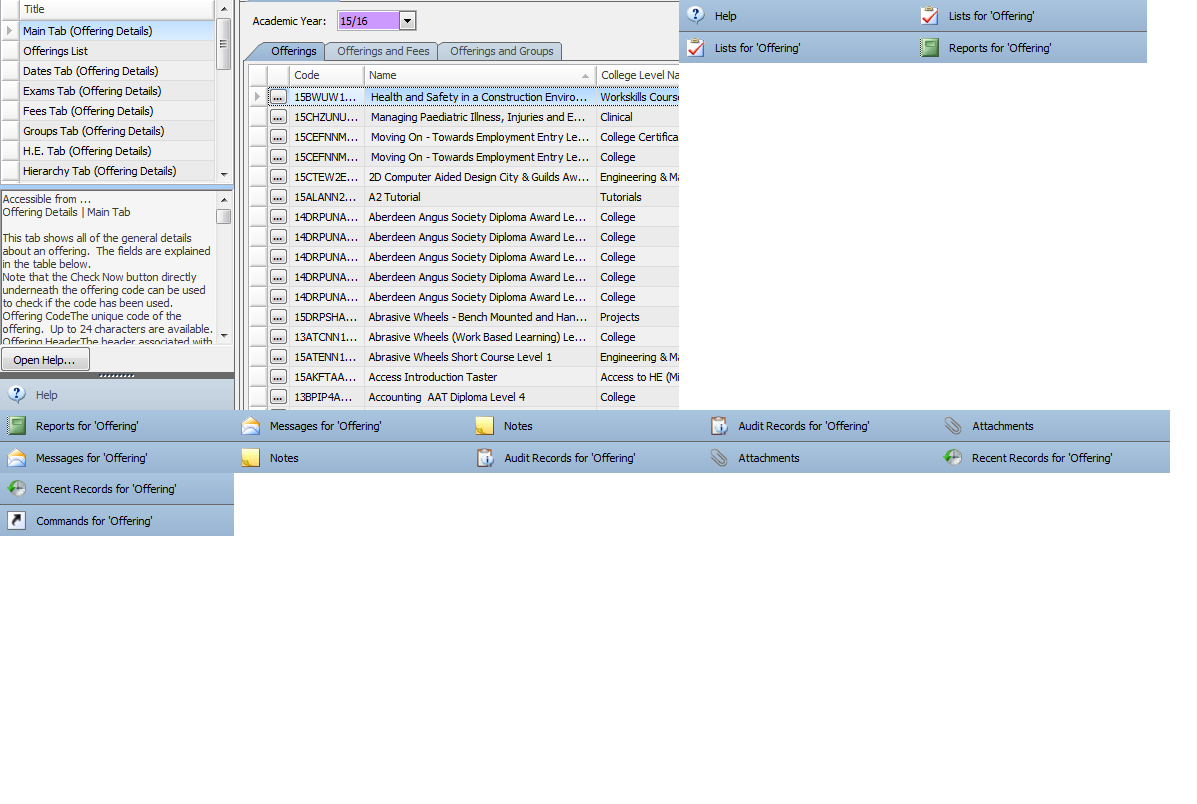 Title
Main Tab (Offering Details)
Offerings List
Dates Tab (Offering Details)
Exams Tab (Offering Details)
Fees Tab (Offering Details)
Groups Tab (Offering Details)
H.E. Tab (Offering Details)
Hierarchy Tab (Offering Details)
Accessible from ...
Offering Details | Main Tab
This tab shows all of the general details
about an offering.  The fields are explained
in the table below.
Note that the Check Now button directly
underneath the offering code can be used
to check if the code has been used.
Offering CodeThe unique code of the
offering.  Up to 24 characters are available.
Offering HeaderThe header associated with
Open Help...
Help
Academic Year: 15/16
Offerings Offerings and Fees Offerings and Groups
Code Name College Level Na
15BWUW1... Health and Safety in a Construction Enviro... Workskills Course
15CHZUNU... Managing Paediatric Illness, Injuries and E... Clinical
15CEFNNM... Moving On - Towards Employment Entry Le... College Certifica
15CEFNNM... Moving On - Towards Employment Entry Le... College
15CTEW2E... 2D Computer Aided Design City & Guilds Aw... Engineering & Ma
15ALANN2... A2 Tutorial Tutorials
14DRPUNA... Aberdeen Angus Society Diploma Award Le... College
14DRPUNA... Aberdeen Angus Society Diploma Award Le... College
14DRPUNA... Aberdeen Angus Society Diploma Award Le... College
14DRPUNA... Aberdeen Angus Society Diploma Award Le... College
14DRPUNA... Aberdeen Angus Society Diploma Award Le... College
15DRPSHA... Abrasive Wheels - Bench Mounted and Han... Projects
13ATCNN1... Abrasive Wheels (Work Based Learning) Le... College
15ATENN1... Abrasive Wheels Short Course Level 1 Engineering & Ma
15AKFTAA... Access Introduction Taster Access to HE (Mi
13BPIP4A... Accounting  AAT Diploma Level 4 College
Help Lists for 'Offering'
Lists for 'Offering' Reports for 'Offering'
Reports for 'Offering' Messages for 'Offering' Notes Audit Records for 'Offering' Attachments
Messages for 'Offering' Notes Audit Records for 'Offering' Attachments Recent Records for 'Offering'
Recent Records for 'Offering'
Commands for 'Offering'